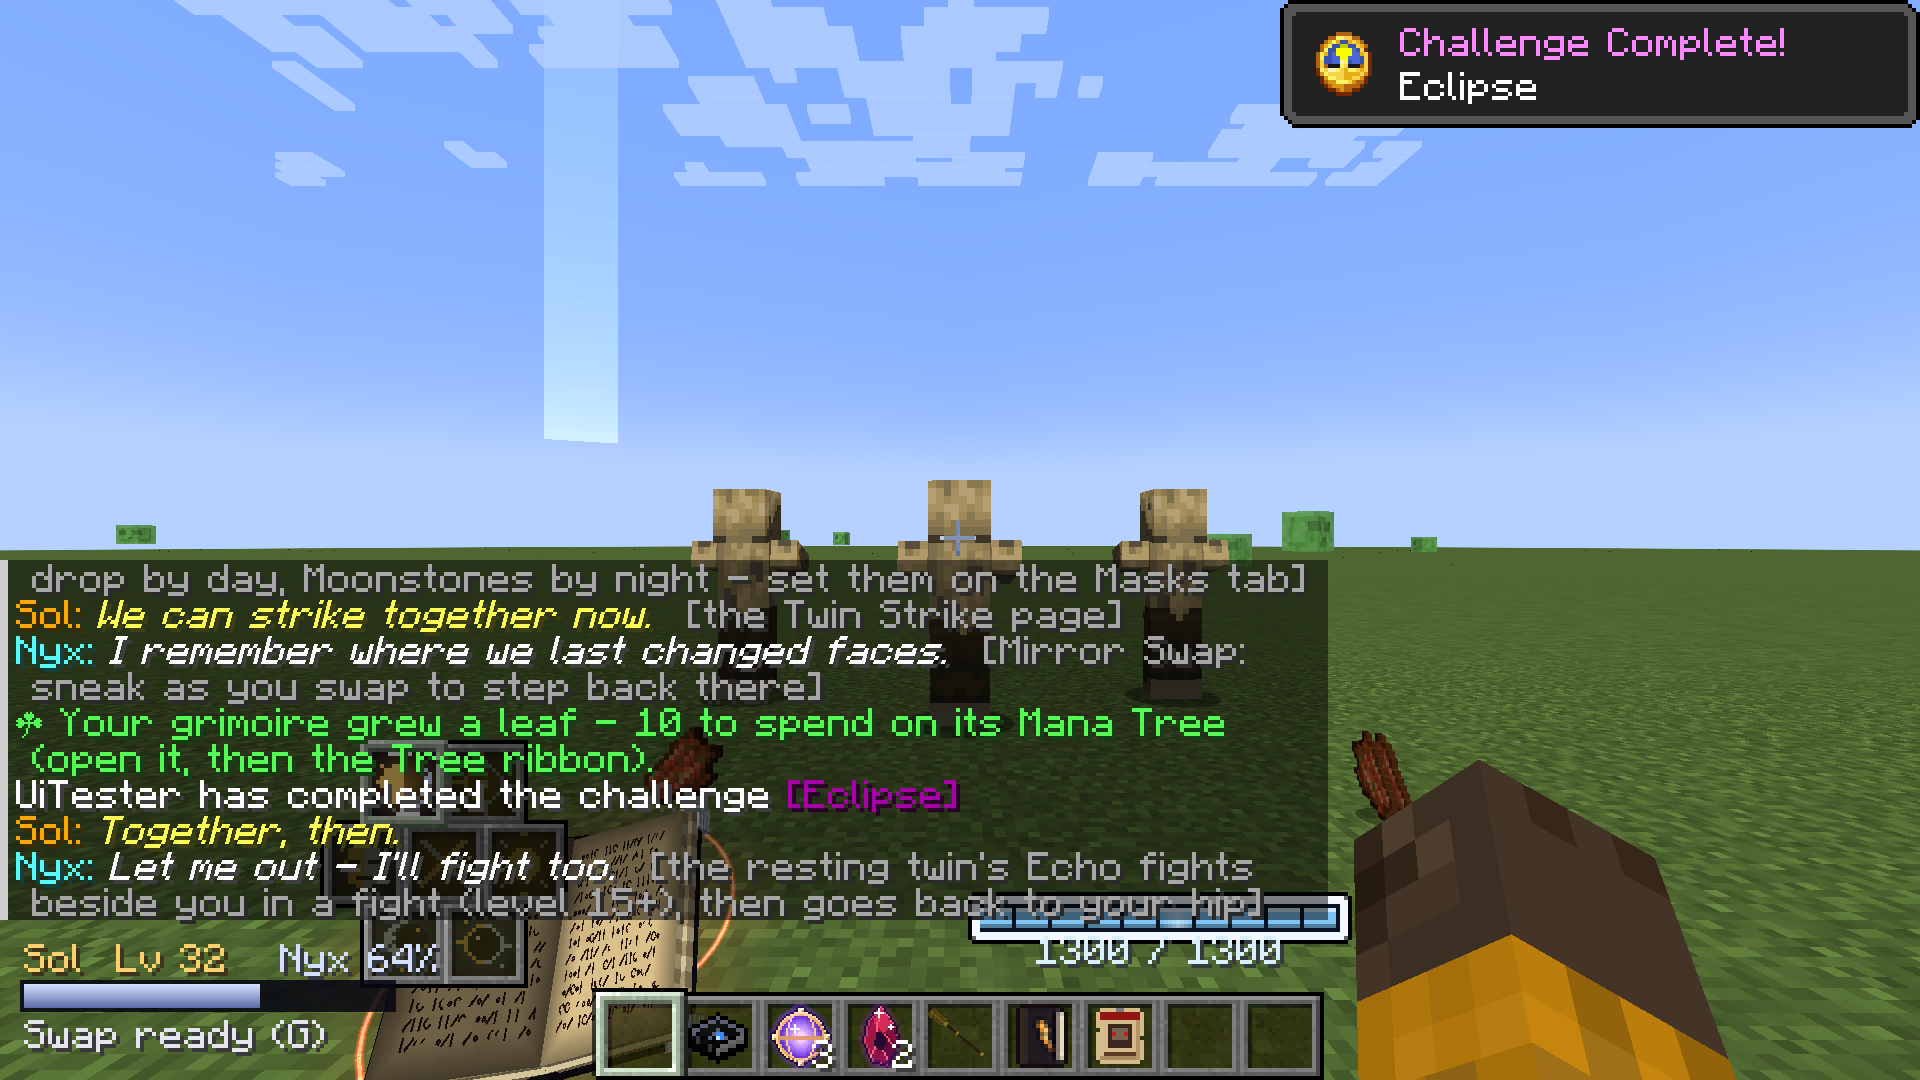 Challenge Complete!
Eclipse
drop by day, Moonstones by night – set them on the Masks tab]
Sol: We can strike together now. [the Twin Strike page]
Nyx: I remember where we last changed faces. [Mirror Swap:
sneak as you swap to step back there]
☘ Your grimoire grew a leaf – 10 to spend on its Mana Tree
(open it, then the Tree ribbon).
UiTester has completed the challenge [Eclipse]
Sol: Together, then.
Nyx: Let me out – I'll fight too. [the resting twin's Echo fights
beside you in a fight (level 15+), then goes back to your hip]
Sol Lv 32 Nyx 64%
1300 / 1300
Swap ready (G)
3
2